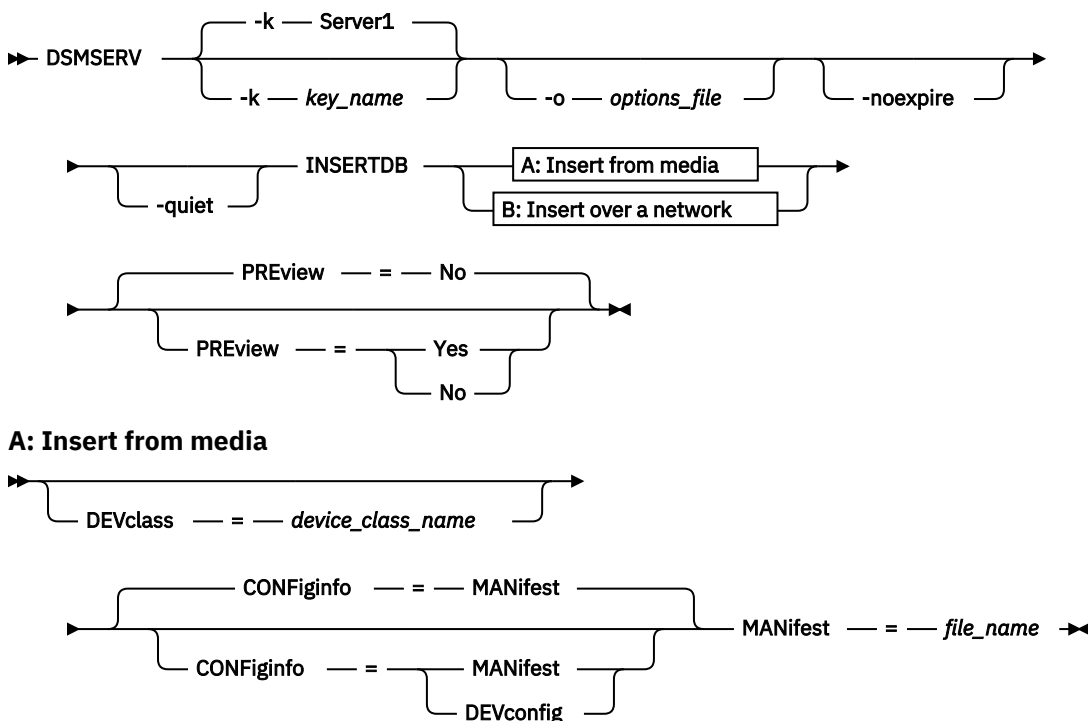 -k Server1
DSMSERV
-k key_name
-o options_file
-noexpire
INSERTDB
-quiet
A: Insert from media
B: Insert over a network
PREview = No
PREview = Yes
No
A: Insert from media
DEVclass = device_class_name
CONFiginfo = MANifest
MANifest = file_name
CONFiginfo = MANifest
DEVconfig